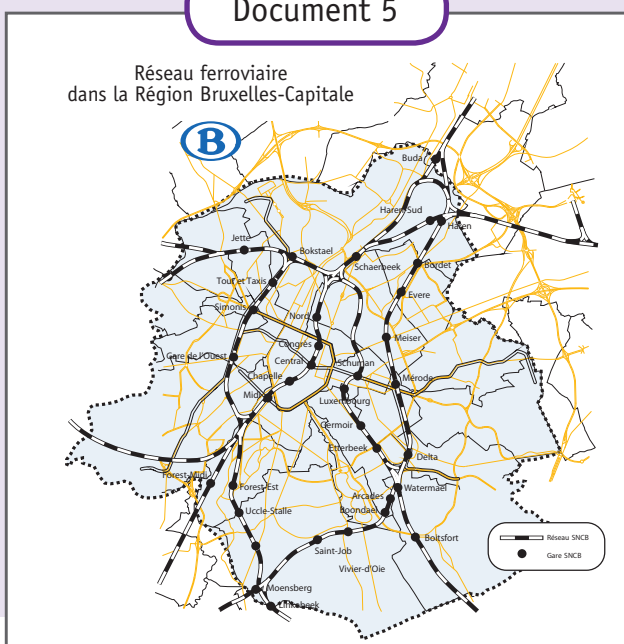 Document 5
Réseau ferroviaire
dans la Région Bruxelles-Capitale
B
Buda
Haren-Sud
Haren
Jette
Bokstael
Schaerbeek
Bordet
Tour et Taxis
Evere
Simonis
Nord
Meiser
Congrès
Gare de l'Ouest
Central
Schuman
Chapelle
Mérode
Midi
Luxembourg
Germoir
Etterbeek
Delta
Forest-Midi
Forest-Est
Watermael
Arcades
Uccle-Stalle
Boondael
Boitsfort
Saint-Job
Vivier-d'Oie
Moensberg
Linkebeek
Réseau SNCB
Gare SNCB